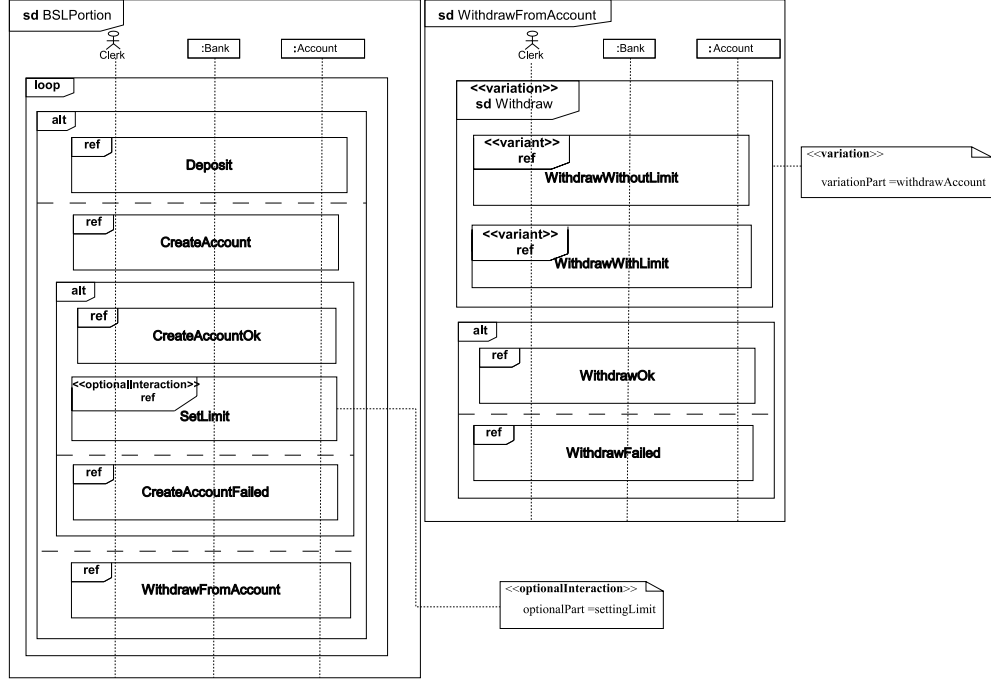 sd BSLPortion
Clerk
:Bank
:Account
loop
alt
ref
Deposit
ref
CreateAccount
alt
ref
CreateAccountOk
<<optionalInteraction>>
ref
SetLimit
ref
CreateAccountFailed
ref
WithdrawFromAccount
sd WithdrawFromAccount
Clerk
:Bank
:Account
<<variation>>
sd Withdraw
<<variant>>
ref
WithdrawWithoutLimit
<<variant>>
ref
WithdrawWithLimit
alt
ref
WithdrawOk
ref
WithdrawFailed
<<variation>>
variationPart =withdrawAccount
<<optionalInteraction>>
optionalPart =settingLimit